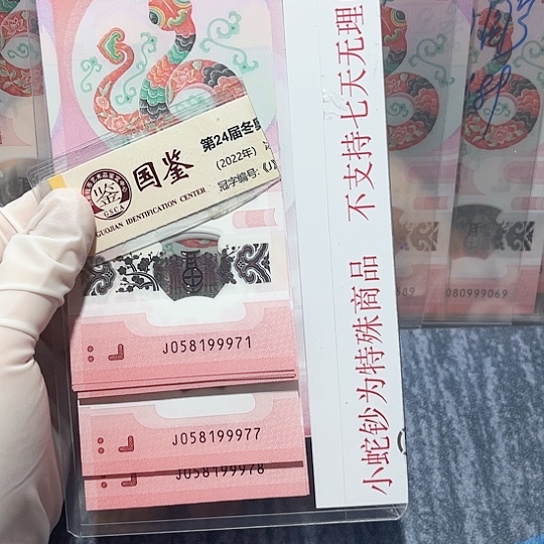 国鉴
GSCA
GUOJIAN IDENTIFICATION CENTER
第24届冬
(2022年)
冠字编号:
J058199971
J058199977
J058199978
小蛇钞为特殊商品 不支持七天无理
080999069